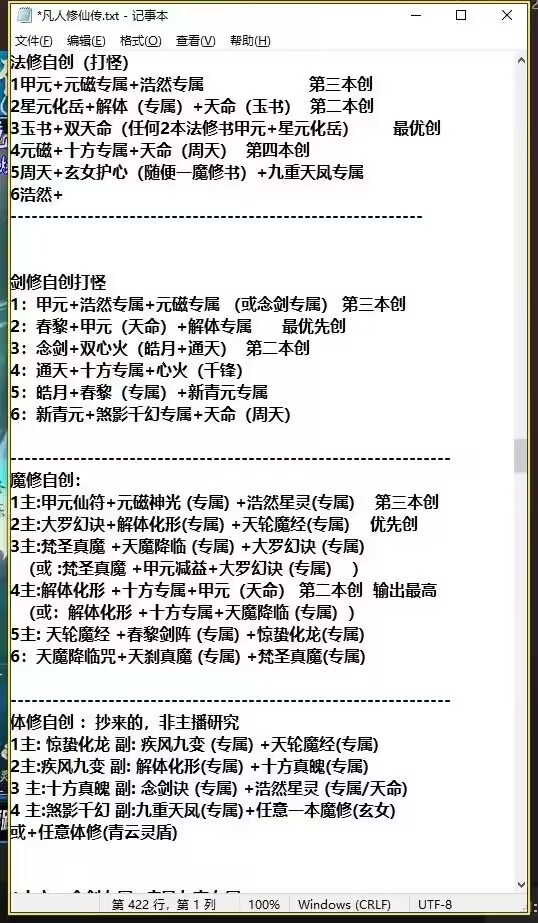 *凡人修仙传.txt - 记事本
文件(F) 编辑(E) 格式(O) 查看(V) 帮助(H)
法修自创（打怪）
1甲元+元磁专属+浩然专属 第三本创
2星元化岳+解体（专属）+天命（玉书） 第二本创
3玉书+双天命（任何2本法修书甲元+星元化岳） 最优创
4元磁+十方专属+天命（周天） 第四本创
5周天+玄女护心（随便一魔修书）+九重天凤专属
6浩然+
----------------------------------------------------------
剑修自创打怪
1：甲元+浩然专属+元磁专属 （或念剑专属） 第三本创
2：春黎+甲元（天命）+解体专属 最优先创
3：念剑+双心火（皓月+通天） 第二本创
4：通天+十方专属+心火（千锋）
5：皓月+春黎（专属）+新青元专属
6：新青元+煞影千幻专属+天命（周天）
--------------------------------------------------------------
魔修自创：
1主:甲元仙符+元磁神光 (专属) +浩然星灵(专属) 第三本创
2主:大罗幻诀+解体化形(专属) +天轮魔经(专属) 优先创
3主:梵圣真魔 +天魔降临 (专属) +大罗幻诀 (专属)
（或 :梵圣真魔 +甲元减益+大罗幻诀 (专属) ）
4主:解体化形 +十方专属+甲元（天命） 第二本创 输出最高
（或：解体化形 +十方专属+天魔降临 (专属) ）
5主: 天轮魔经 +春黎剑阵 (专属) +惊蛰化龙(专属)
6：天魔降临咒+天刹真魔 (专属) +梵圣真魔(专属)
--------------------------------------------------------------
体修自创 ：抄来的，非主播研究
1主: 惊蛰化龙 副: 疾风九变 (专属) +天轮魔经(专属)
2主:疾风九变 副: 解体化形(专属) +十方真魄(专属)
3 主:十方真魄 副: 念剑诀 (专属) +浩然星灵 (专属/天命)
4 主:煞影千幻 副:九重天凤(专属)+任意一本魔修(玄女)
或+任意体修(青云灵盾)
第 422 行，第 1 列 100% Windows (CRLF) UTF-8